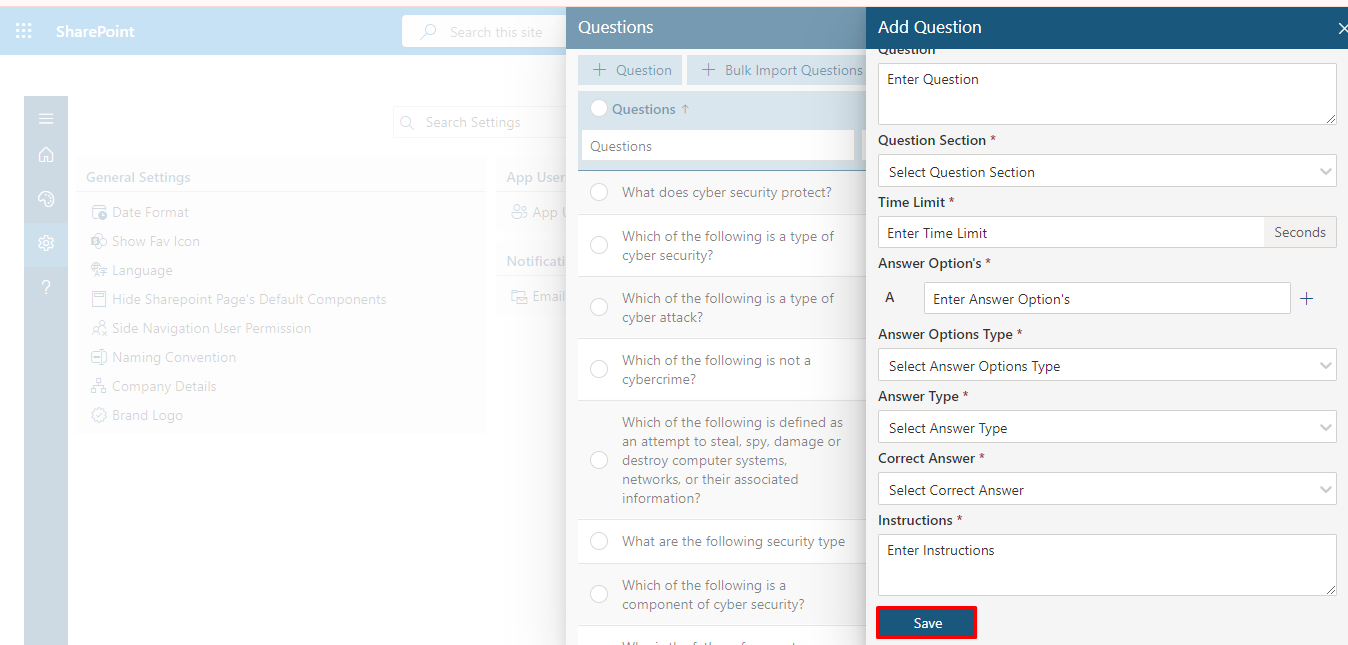 SharePoint
Search this site
Search Settings
General Settings
Date Format
Show Fav Icon
Language
Hide Sharepoint Page's Default Components
Side Navigation User Permission
Naming Convention
Company Details
Brand Logo
App User
App U
Notificati
Email
Questions
+ Question
+ Bulk Import Questions
Questions ↑
Questions
What does cyber security protect?
Which of the following is a type of
cyber security?
Which of the following is a type of
cyber attack?
Which of the following is not a
cybercrime?
Which of the following is defined as
an attempt to steal, spy, damage or
destroy computer systems,
networks, or their associated
information?
What are the following security type
Which of the following is a
component of cyber security?
Add Question
Question
Enter Question
Question Section *
Select Question Section
Time Limit *
Enter Time Limit
Seconds
Answer Option's *
A
Enter Answer Option's
Answer Options Type *
Select Answer Options Type
Answer Type *
Select Answer Type
Correct Answer *
Select Correct Answer
Instructions *
Enter Instructions
Save